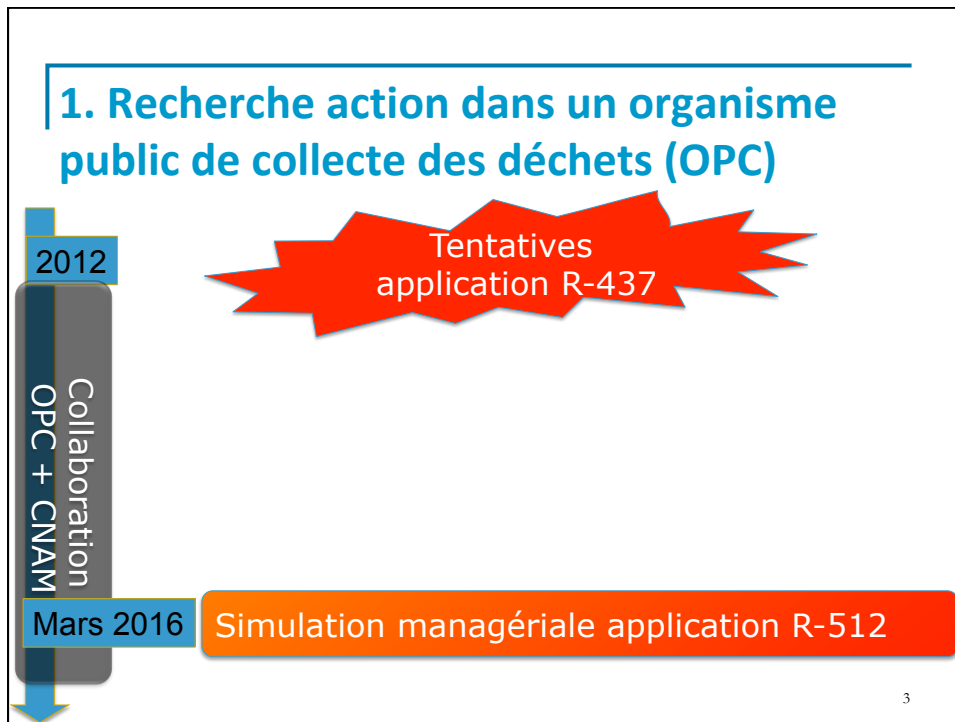 1. Recherche action dans un organisme
public de collecte des déchets (OPC)
2012
Tentatives
application R-437
Collaboration
OPC + CNAM
Mars 2016
Simulation managériale application R-512
3